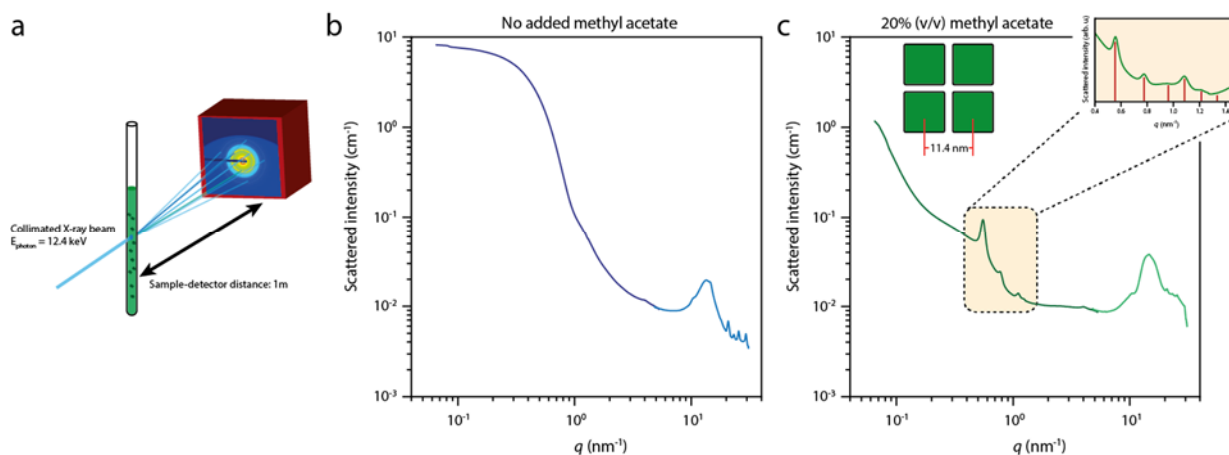 a
Collimated X-ray beam
Ephoton = 12.4 keV
Sample-detector distance: 1m
b
No added methyl acetate
Scattered intensity (cm-1)
10^1
10^0
10^-1
10^-2
10^-3
10^-1
10^0
10^1
q (nm-1)
c
20% (v/v) methyl acetate
Scattered intensity (cm-1)
10^1
10^0
10^-1
10^-2
10^-3
10^-1
10^0
10^1
q (nm-1)
11.4 nm
Scattered intensity (arb. u)
0.4 0.6 0.8 1.0 1.2 1.4
q (nm-1)